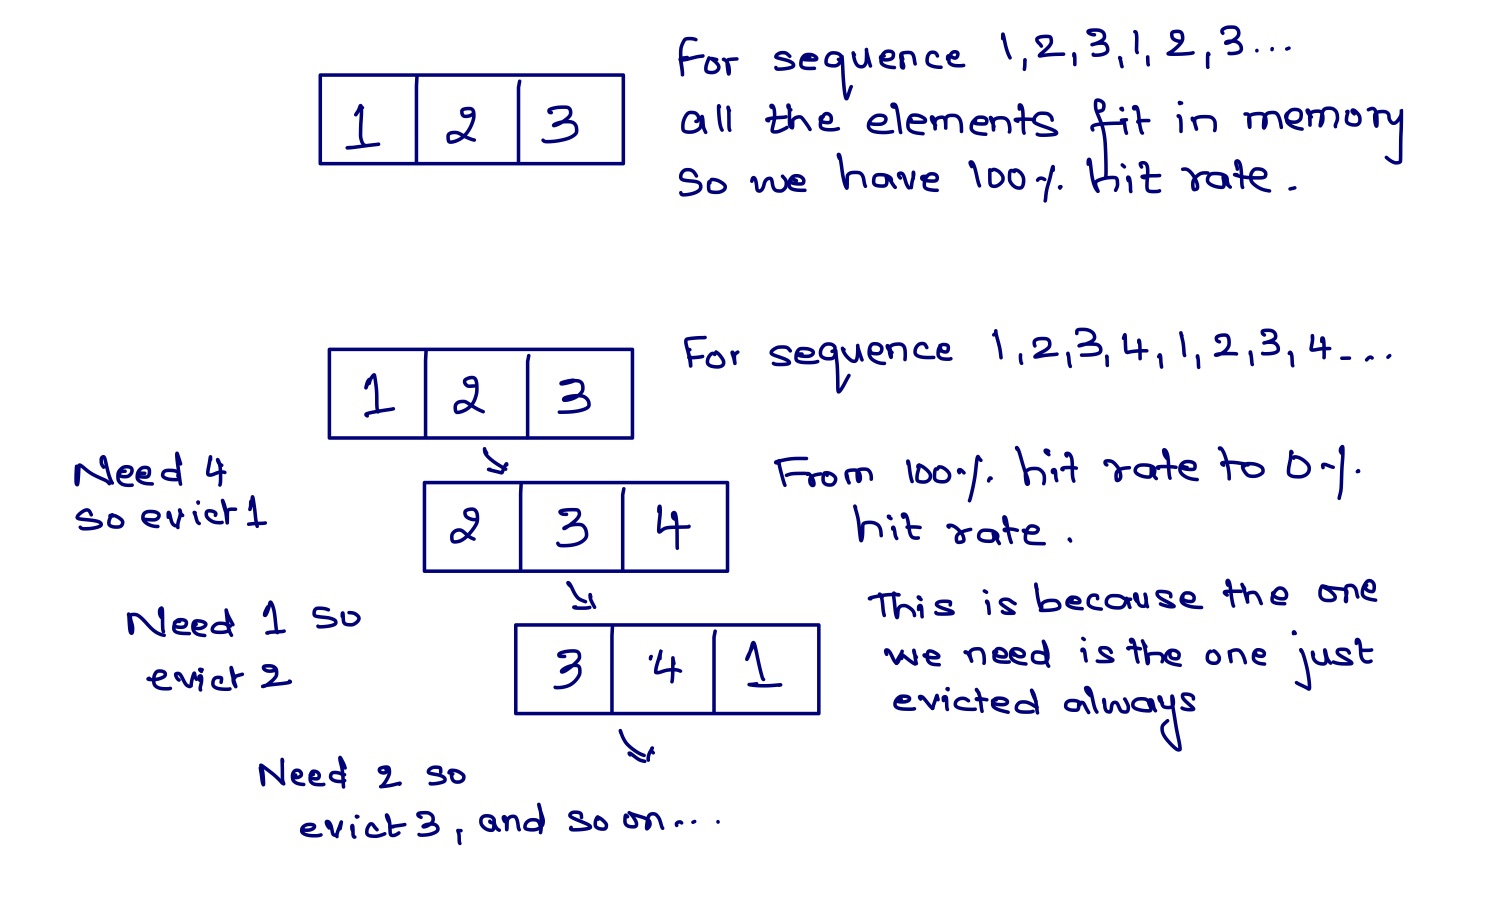 For sequence 1,2,3,1,2,3...
1 2 3
all the elements fit in memory
so we have 100% hit rate.
For sequence 1,2,3,4,1,2,3,4...
1 2 3
Need 4
so evict 1
From 100% hit rate to 0%
hit rate.
2 3 4
This is because the one
we need is the one just
evicted always
Need 1 so
evict 2
3 4 1
Need 2 so
evict 3, and so on...